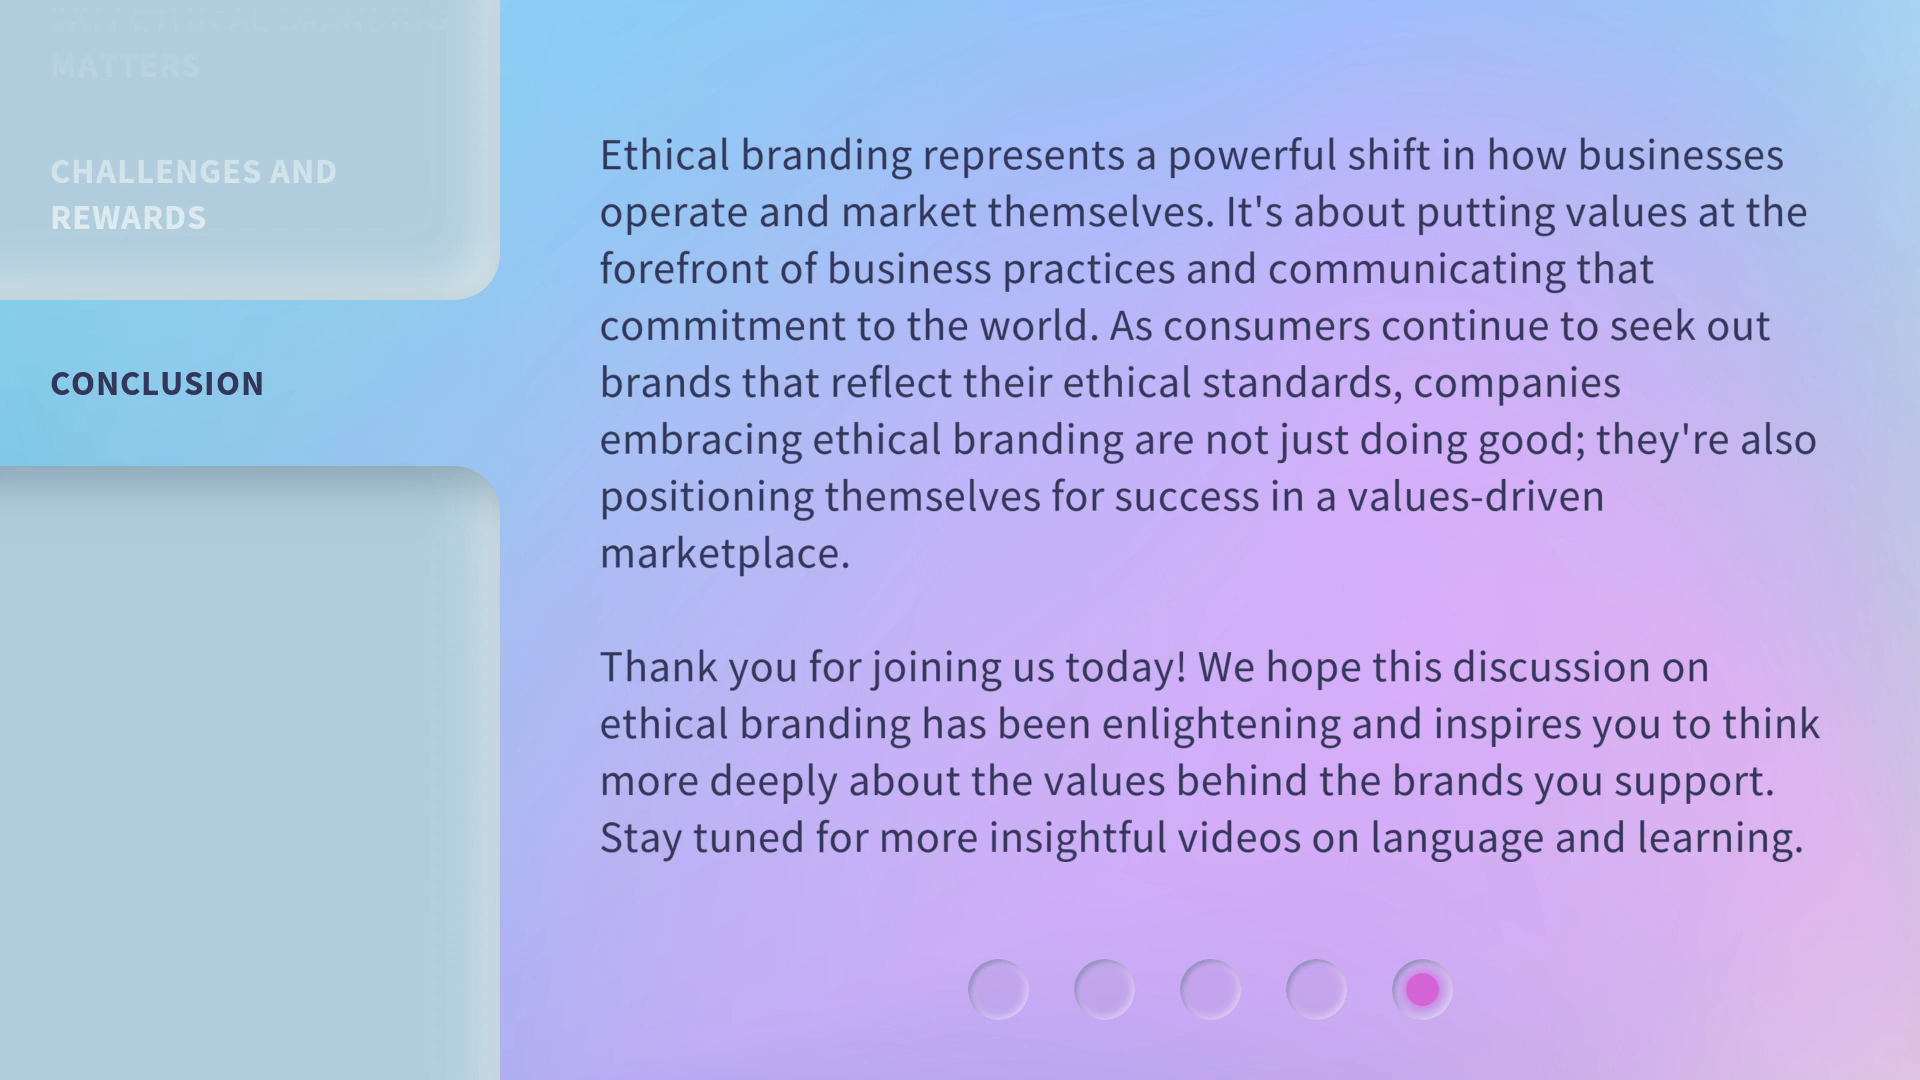 WHY ETHICAL BRANDING
MATTERS
CHALLENGES AND
REWARDS
CONCLUSION
Ethical branding represents a powerful shift in how businesses
operate and market themselves. It's about putting values at the
forefront of business practices and communicating that
commitment to the world. As consumers continue to seek out
brands that reflect their ethical standards, companies
embracing ethical branding are not just doing good; they're also
positioning themselves for success in a values-driven
marketplace.
Thank you for joining us today! We hope this discussion on
ethical branding has been enlightening and inspires you to think
more deeply about the values behind the brands you support.
Stay tuned for more insightful videos on language and learning.